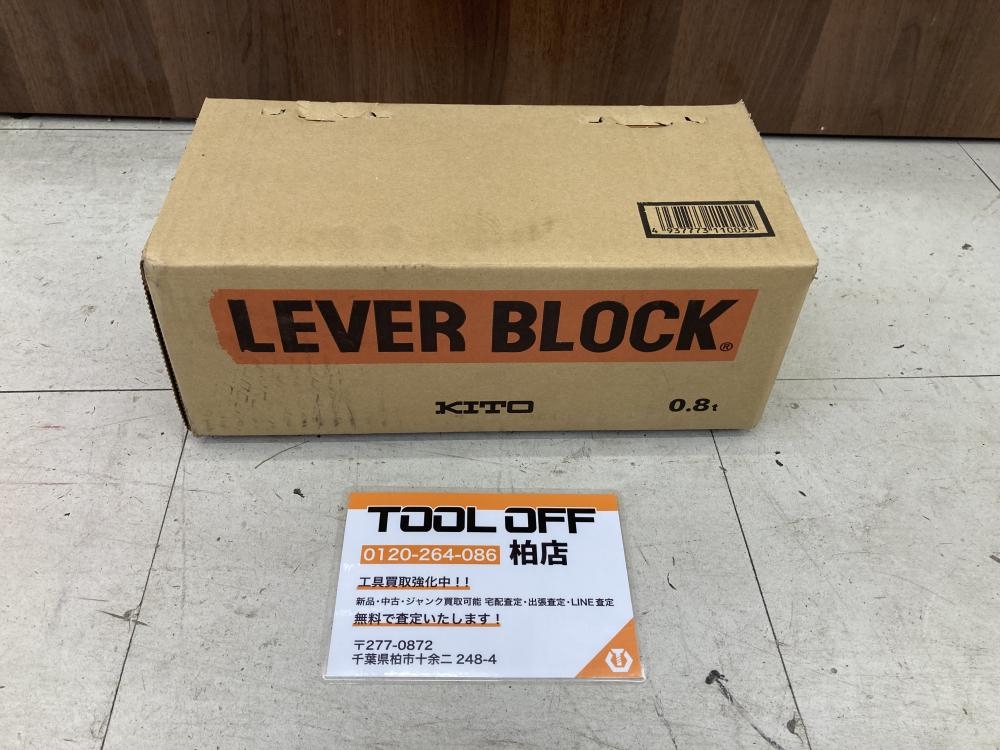 4 937773 110035
LEVER BLOCK®
KITO 0.8t
TOOL OFF
0120-264-086 柏店
工具買取強化中！！
新品・中古・ジャンク買取可能 宅配査定・出張査定・LINE査定
無料で査定いたします！
〒277-0872
千葉県柏市十余二 248-4